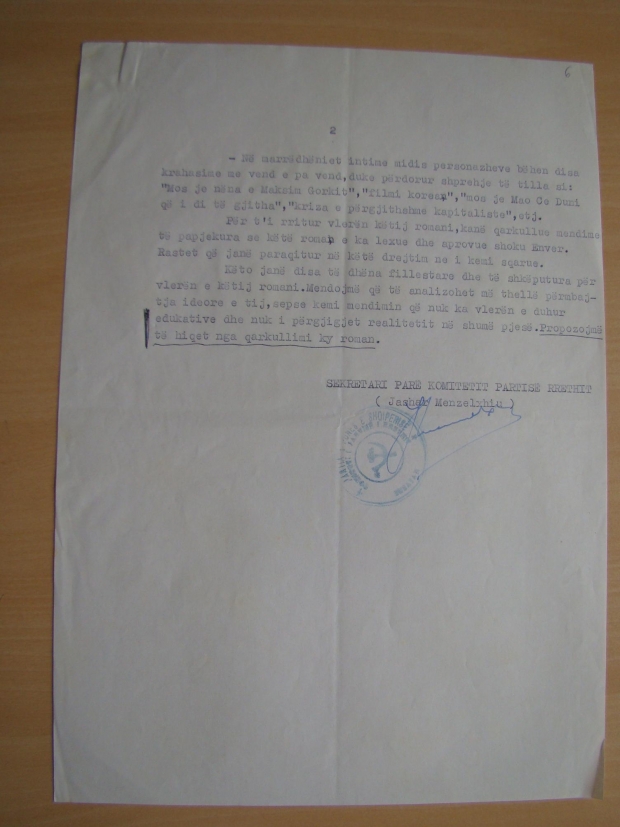 6
2
- Në marrëdhëniet intime midis personazheve bëhen disa
krahasime me vend e pa vend,duke përdorur shprehje të tilla si:
"Mos je nëna e Maksim Gorkit","filmi korean","mos je Mao Ce Duni
që i di të gjitha","kriza e përgjithshme kapitaliste",etj.
Për t'i rritur vlerën këtij romani,kanë qarkullue mendime
të papjekura se këtë roman e ka lexue dhe aprovue shoku Enver.
Rastet që janë paraqitur në këtë drejtim ne i kemi sqarue.
Këto janë disa të dhëna fillestare dhe të shkëputura për
vlerën e këtij romani.Mendojmë që të analizohet më thellë përmbaj-
tja ideore e tij,sepse kemi mendimin që nuk ka vlerën e duhur
edukative dhe nuk i përgjigjet realitetit në shumë pjesë.Propozojmë
të hiqet nga qarkullimi ky roman.
SEKRETARI PARË KOMITETIT PARTISE RRETHIT
( Jashar Menzelxhiu )